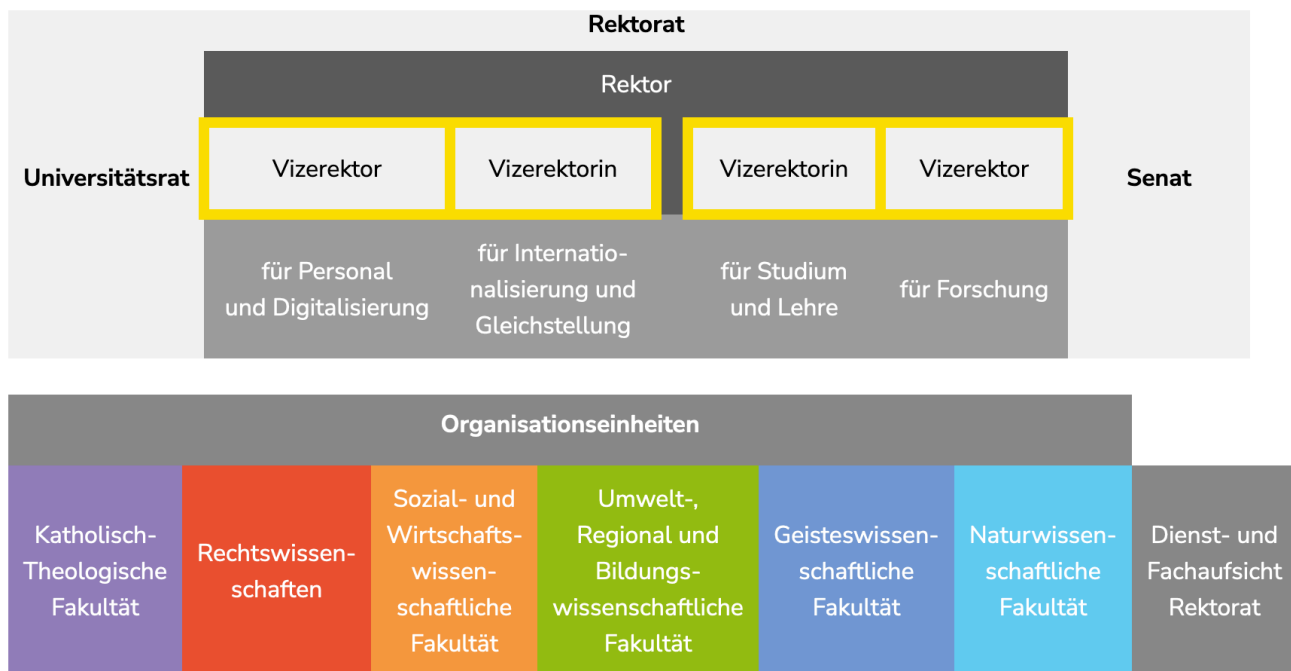 Rektorat
Rektor
Universitätsrat
Vizerektor
Vizerektorin
Vizerektorin
Vizerektor
Senat
für Personal
und Digitalisierung
für Internatio-
nalisierung und
Gleichstellung
für Studium
und Lehre
für Forschung
Organisationseinheiten
Katholisch-
Theologische
Fakultät
Rechtswissen-
schaften
Sozial- und
Wirtschafts-
wissen-
schaftliche
Fakultät
Umwelt-,
Regional und
Bildungs-
wissenschaftliche
Fakultät
Geisteswissen-
schaftliche
Fakultät
Naturwissen-
schaftliche
Fakultät
Dienst- und
Fachaufsicht
Rektorat